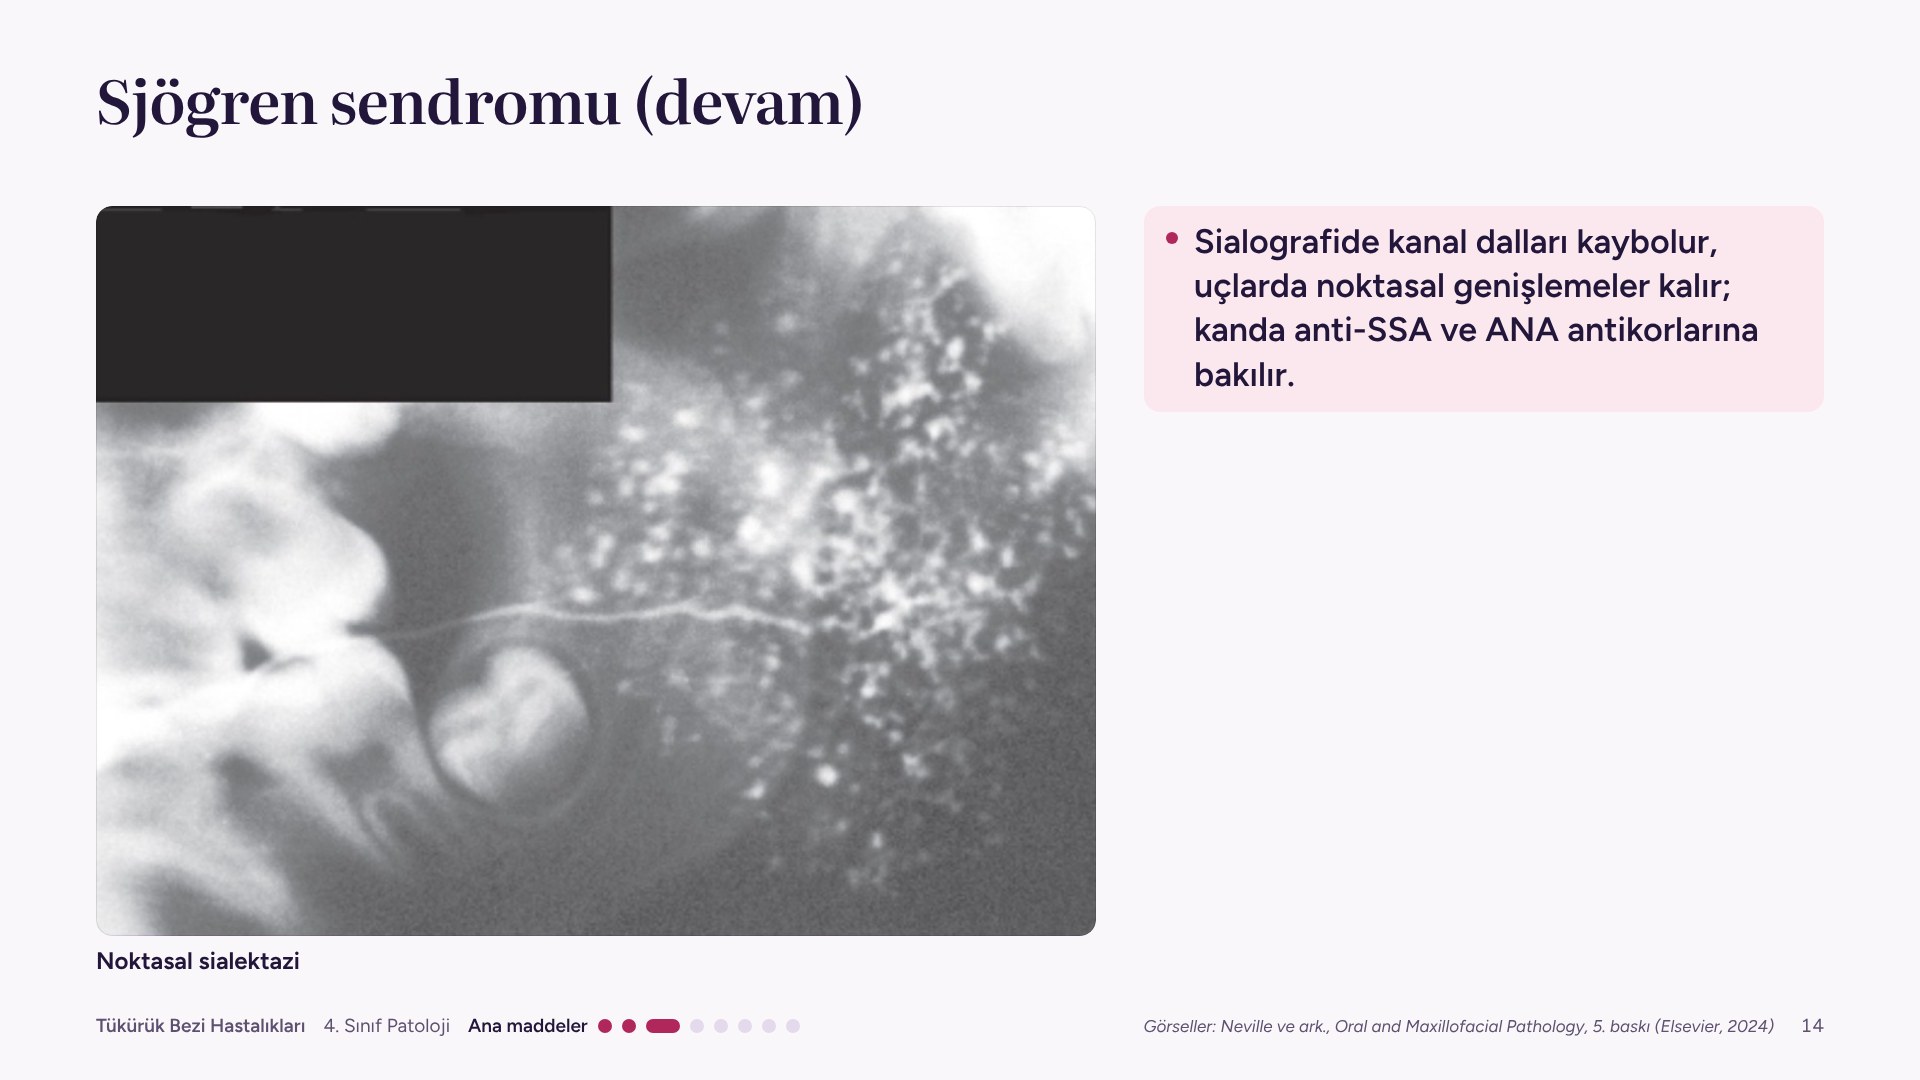 Sjögren sendromu (devam)
Sialografide kanal dalları kaybolur,
uçlarda noktasal genişlemeler kalır;
kanda anti-SSA ve ANA antikorlarına
bakılır.
Noktasal sialektazi
Tükürük Bezi Hastalıkları 4. Sınıf Patoloji Ana maddeler
Görseller: Neville ve ark., Oral and Maxillofacial Pathology, 5. baskı (Elsevier, 2024) 14